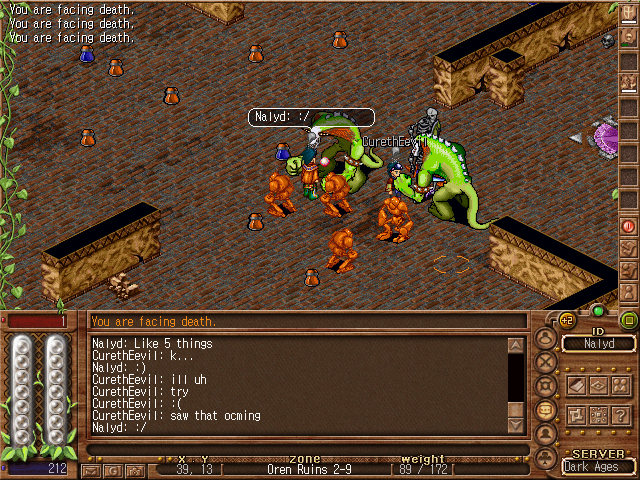 You are facing death.
You are facing death.
You are facing death.
Nalyd: :/
CurethEevil
You are facing death.
Nalyd: Like 5 things
CurethEevil: k...
Nalyd: :)
CurethEevil: ill uh
CurethEevil: try
CurethEevil: :(
CurethEevil: saw that ocming
Nalyd: :/
+2
ID
Nalyd
1
212
X Y
39, 13
zone
Oren Ruins 2-9
weight
89 / 172
SERVER
Dark Ages
G
?